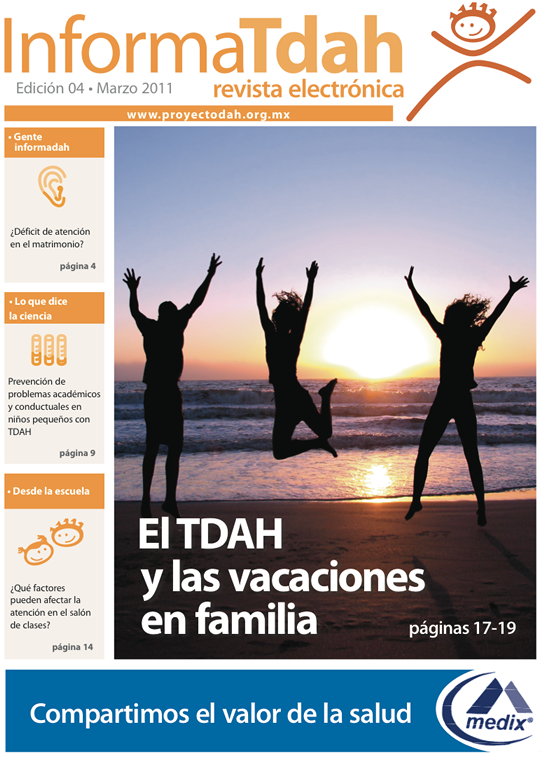 InformaTdah
Edición 04 • Marzo 2011
revista electrónica
www.proyectodah.org.mx
• Gente
informadah
¿Déficit de atención
en el matrimonio?
página 4
• Lo que dice
la ciencia
Prevención de
problemas académicos
y conductuales en
niños pequeños con
TDAH
página 9
• Desde la escuela
¿Qué factores
pueden afectar la
atención en el salón
de clases?
página 14
El TDAH
y las vacaciones
en familia
páginas 17-19
Compartimos el valor de la salud
medix®